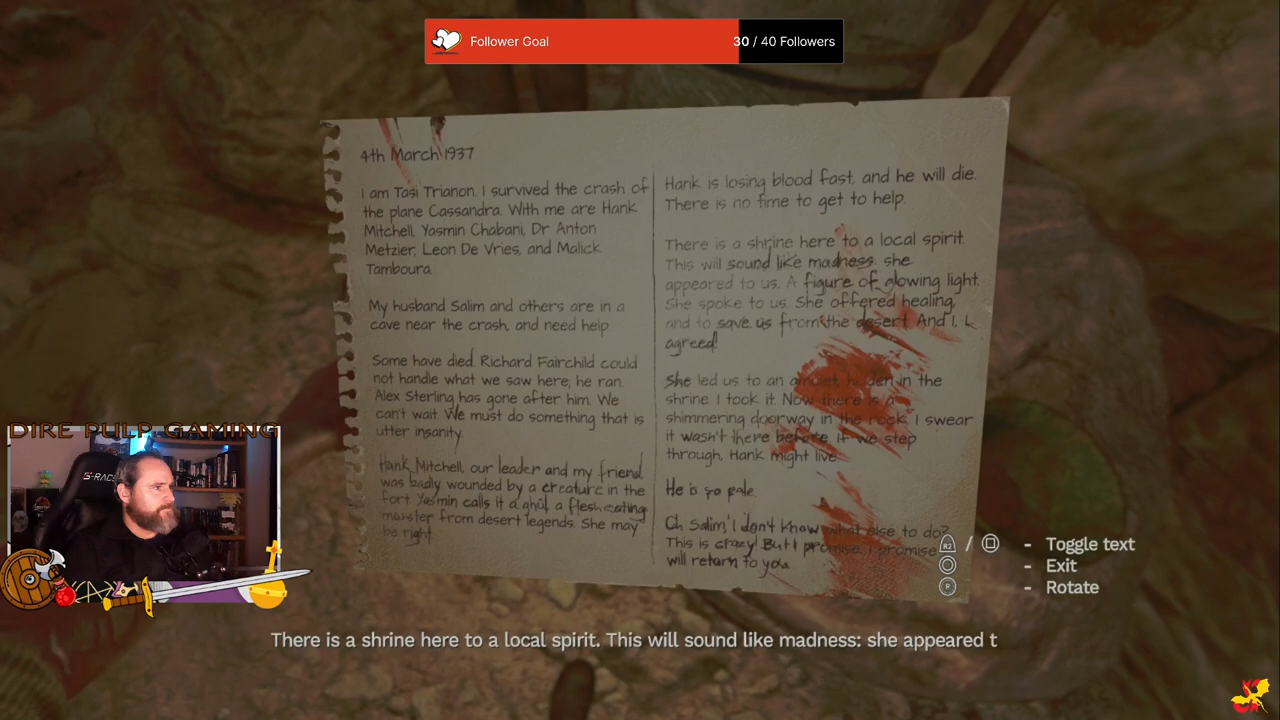 Follower Goal
30 / 40 Followers
4th March 1937
I am Tasi Trianon. I survived the crash of
the plane Cassandra. With me are Hank
Mitchell, Yasmin Chabani, Dr Anton
Metzier, Leon De Vries, and Malick
Tamboura.
My husband Salim and others are in a
cave near the crash, and need help
Some have died. Richard Fairchild could
not handle what we saw here; he ran.
Alex Sterling has gone after him. We
can't wait. We must do something that is
utter insanity.
Hank Mitchell, our leader and my friend
was badly wounded by a creature in the
fort. Yasmin calls it a ghul, a flesh eating
monster from desert legends. She may
be right
Hank is losing blood fast, and he will die.
There is no time to get to help.
There is a shrine here to a local spirit.
This will sound like madness: she
appeared to us. A figure of glowing light.
She spoke to us. She offered healing,
and to save us from the desert. And I, I,
agreed!
She led us to an amulet hidden in the
shrine. I took it. Now there is a
shimmering doorway in the rock. I swear
it wasn't there before. If we step
through, Hank might live
He is so pale.
Oh Salim! I don't know what else to do?
This is crazy! But I promise, I promise
will return to you.
DIRE PULP GAMING
S-RACE
R2 / - Toggle text
- Exit
R - Rotate
There is a shrine here to a local spirit. This will sound like madness: she appeared t